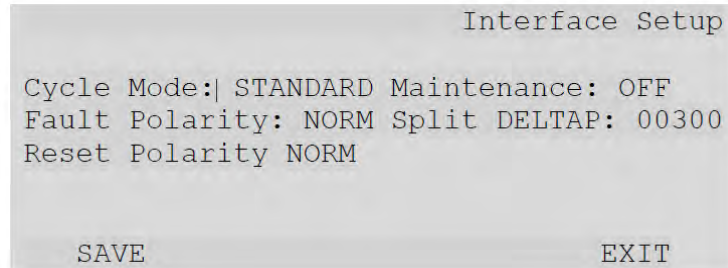 Interface Setup
Cycle Mode:| STANDARD Maintenance: OFF
Fault Polarity: NORM Split DELTAP: 00300
Reset Polarity NORM
SAVE EXIT